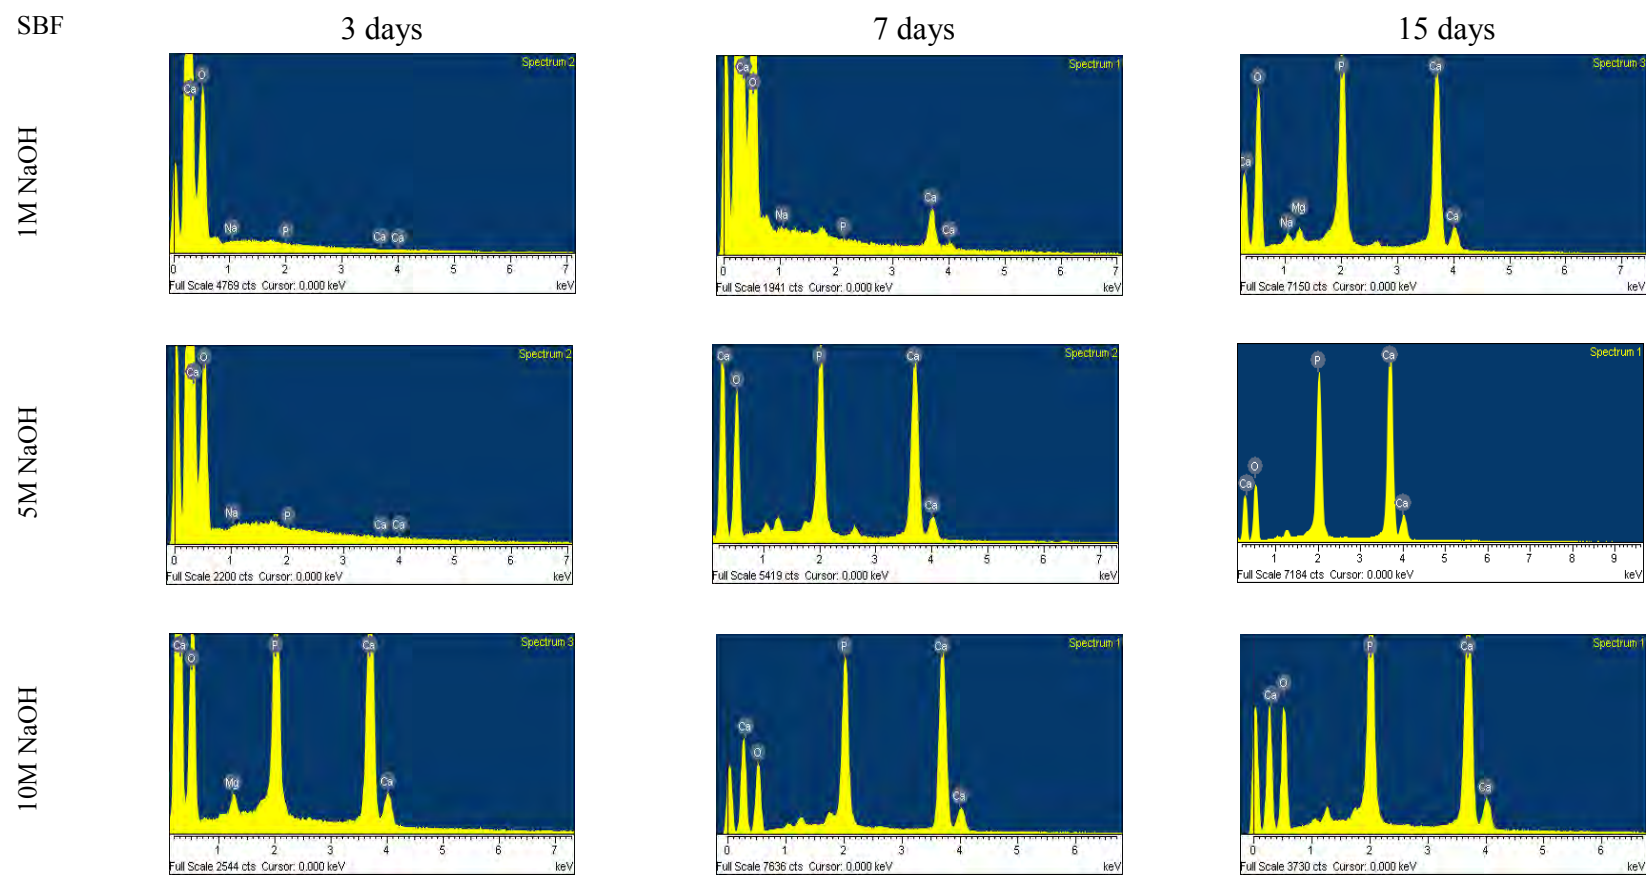 SBF
3 days
7 days
15 days
1M NaOH
Spectrum 2
Ca
O
Na
P
Ca
Ca
0 1 2 3 4 5 6 7
Full Scale 4769 cts Cursor: 0.000 keV
keV
Spectrum 1
Ca
O
Na
P
Ca
Ca
0 1 2 3 4 5 6 7
Full Scale 1941 cts Cursor: 0.000 keV
keV
Spectrum 3
Ca
O
Na
Mg
P
Ca
Ca
1 2 3 4 5 6 7
Full Scale 7150 cts Cursor: 0.000 keV
keV
5M NaOH
Spectrum 2
Ca
O
Na
P
Ca
Ca
0 1 2 3 4 5 6 7
Full Scale 2200 cts Cursor: 0.000 keV
keV
Spectrum 2
Ca
O
P
Ca
Ca
1 2 3 4 5 6 7
Full Scale 5419 cts Cursor: 0.000 keV
keV
Spectrum 1
Ca
O
P
Ca
Ca
1 2 3 4 5 6 7 8 9
Full Scale 7184 cts Cursor: 0.000 keV
keV
10M NaOH
Spectrum 3
Ca
O
Mg
P
Ca
Ca
1 2 3 4 5 6 7
Full Scale 2544 cts Cursor: 0.000 keV
keV
Spectrum 1
Ca
O
P
Ca
Ca
0 1 2 3 4 5 6
Full Scale 7636 cts Cursor: 0.000 keV
keV
Spectrum 1
Ca
O
P
Ca
Ca
0 1 2 3 4 5 6
Full Scale 3730 cts Cursor: 0.000 keV
keV